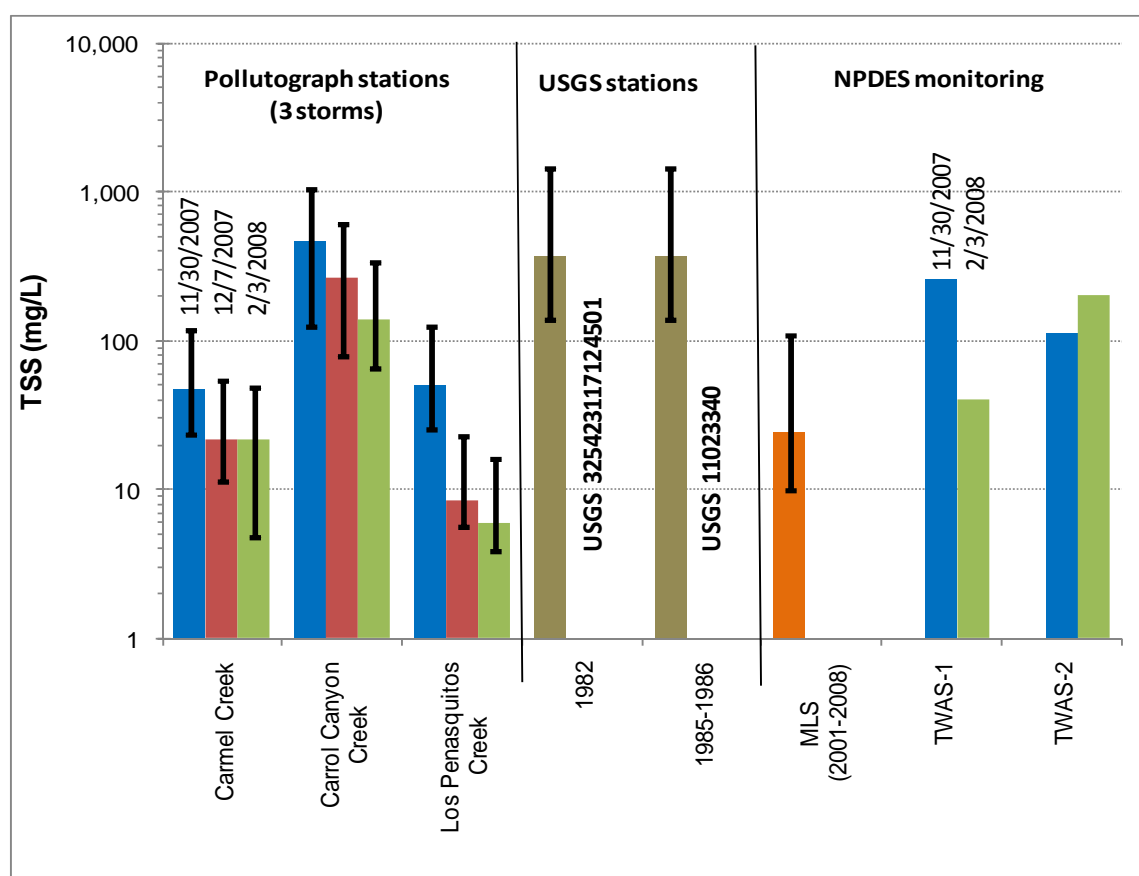 10,000
1,000
100
10
1
TSS (mg/L)
Pollutograph stations
(3 storms)
USGS stations
NPDES monitoring
11/30/2007
12/7/2007
2/3/2008
USGS 325423117124501
USGS 11023340
11/30/2007
2/3/2008
Carmel Creek
Carrol Canyon
Creek
Los Penasquitos
Creek
1982
1985-1986
MLS
(2001-2008)
TWAS-1
TWAS-2